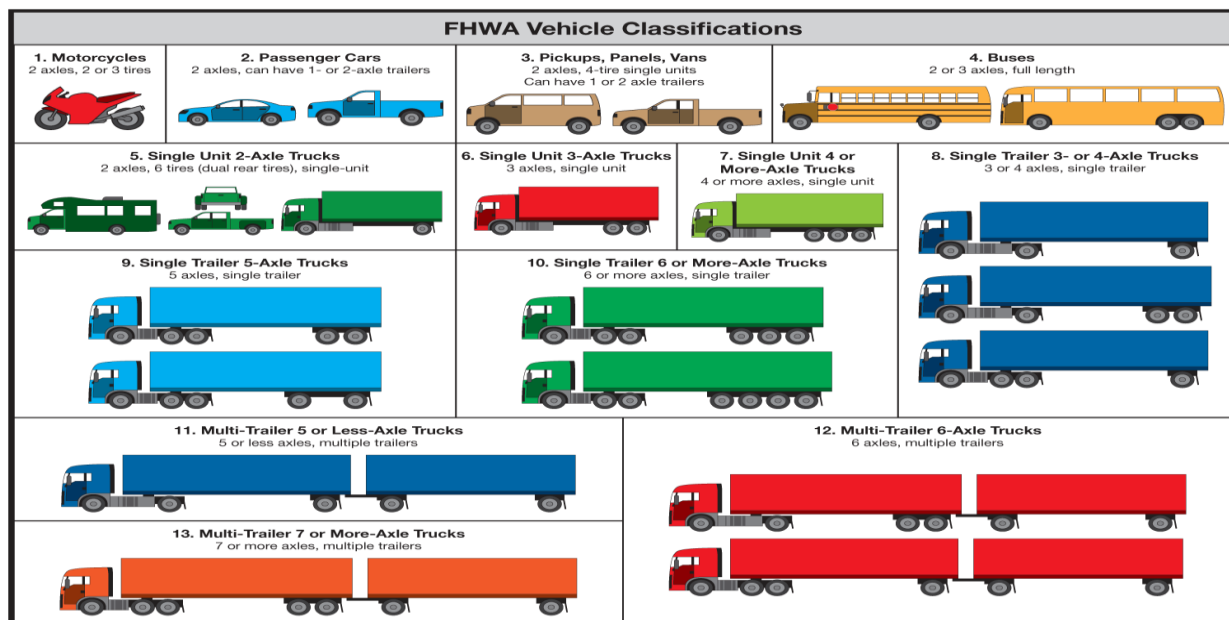 FHWA Vehicle Classifications
1. Motorcycles
2 axles, 2 or 3 tires
2. Passenger Cars
2 axles, can have 1- or 2-axle trailers
3. Pickups, Panels, Vans
2 axles, 4-tire single units
Can have 1 or 2 axle trailers
4. Buses
2 or 3 axles, full length
5. Single Unit 2-Axle Trucks
2 axles, 6 tires (dual rear tires), single-unit
6. Single Unit 3-Axle Trucks
3 axles, single unit
7. Single Unit 4 or
More-Axle Trucks
4 or more axles, single unit
8. Single Trailer 3- or 4-Axle Trucks
3 or 4 axles, single trailer
9. Single Trailer 5-Axle Trucks
5 axles, single trailer
10. Single Trailer 6 or More-Axle Trucks
6 or more axles, single trailer
11. Multi-Trailer 5 or Less-Axle Trucks
5 or less axles, multiple trailers
12. Multi-Trailer 6-Axle Trucks
6 axles, multiple trailers
13. Multi-Trailer 7 or More-Axle Trucks
7 or more axles, multiple trailers